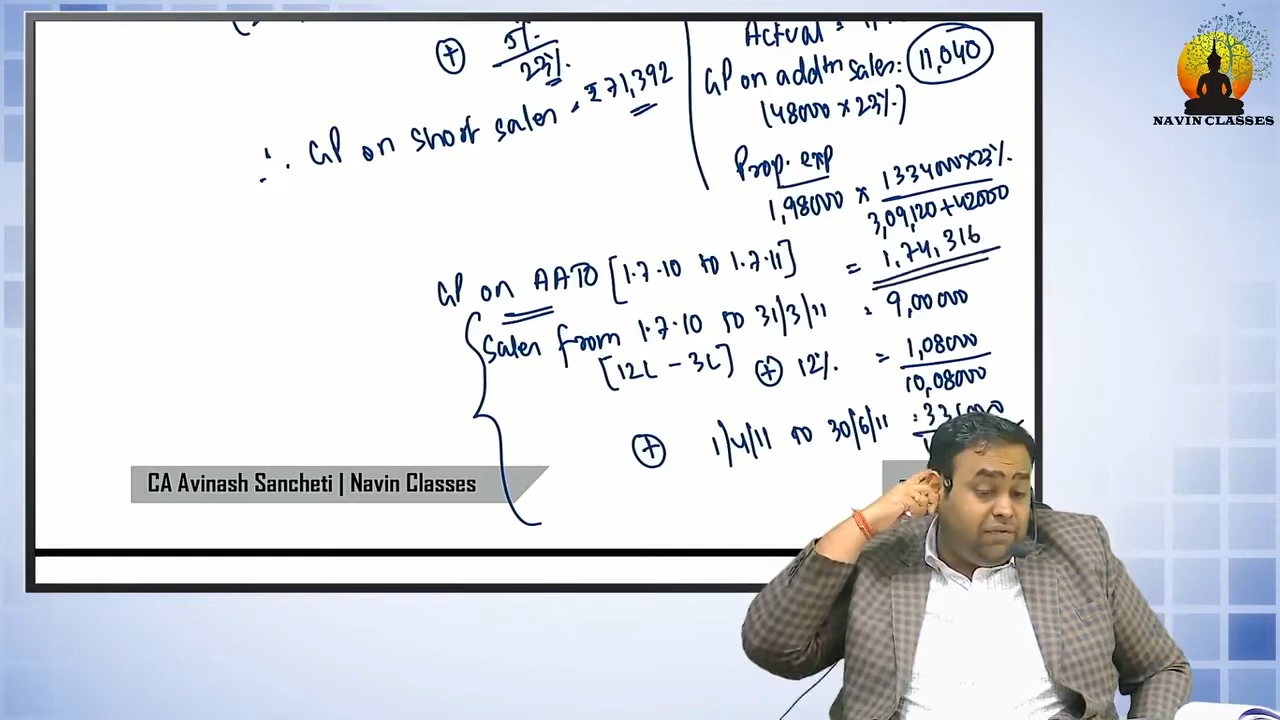 ⊕ 5%
23%.
∴ GP on short sales = ₹71,392
Actual =
GP on addtn sales: 11,040
(48000 × 23%)
Prop. exp
1,98000 × 1334000×23%. / 3,09,120+42000
= 1,74,316
GP on AATO [1.7.10 to 1.7.11]
Sales from 1.7.10 to 31/3/11 = 9,00000
[12L - 3L] ⊕ 12%. = 1,08000
10,08000
⊕ 1/4/11 to 30/6/11
CA Avinash Sancheti | Navin Classes
NAVIN CLASSES